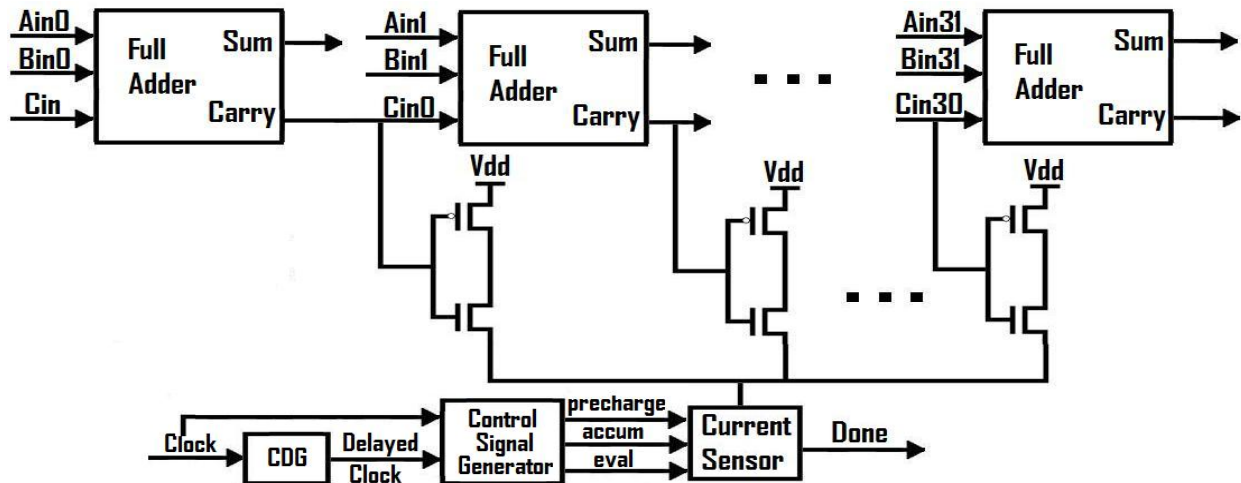 Ain0
Bin0
Cin
Full
Adder
Sum
Carry
Ain1
Bin1
Cin0
Full
Adder
Sum
Carry
Ain31
Bin31
Cin30
Full
Adder
Sum
Carry
Vdd
Vdd
Vdd
Clock
CDG
Delayed
Clock
Control
Signal
Generator
precharge
accum
eval
Current
Sensor
Done